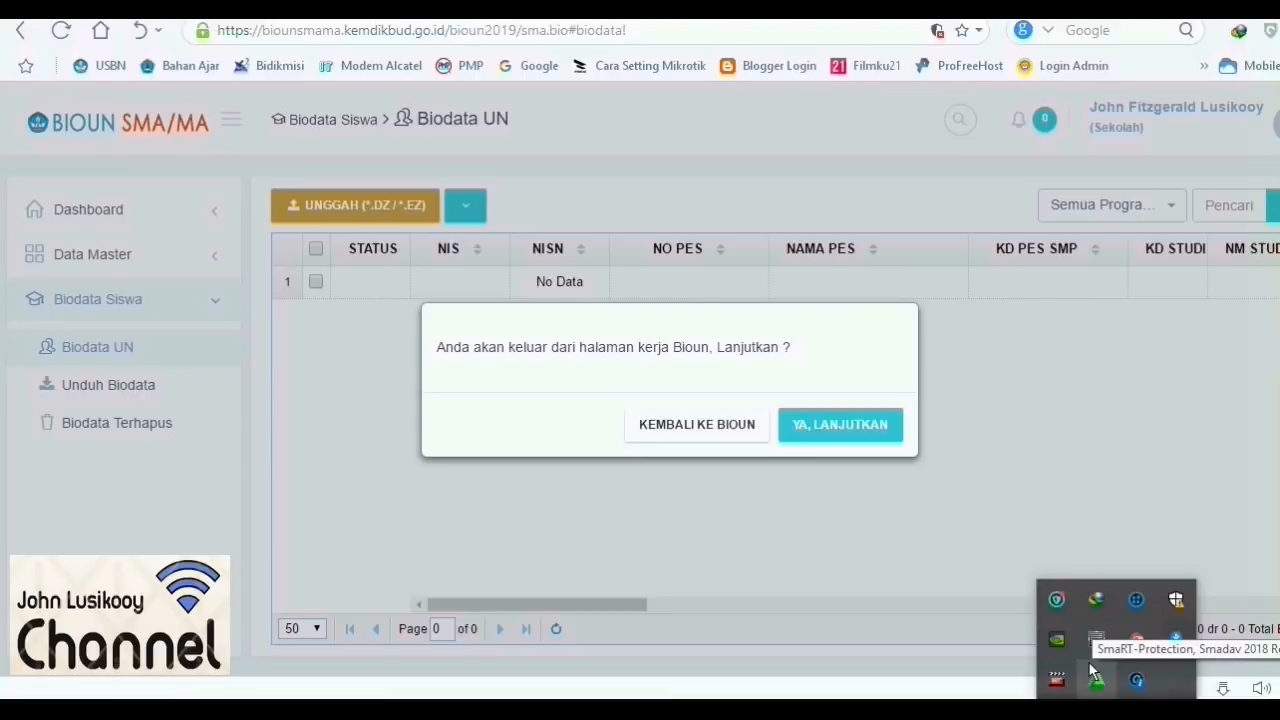 https://biounsmama.kemdikbud.go.id/bioun2019/sma.bio#biodata!
Google
USBN Bahan Ajar Bidikmisi Modem Alcatel PMP Google Cara Setting Mikrotik Blogger Login Filmku21 ProFreeHost Login Admin » Mobile
BIOUN SMA/MA
Biodata Siswa > Biodata UN
0
John Fitzgerald Lusikooy
(Sekolah)
Dashboard
Data Master
Biodata Siswa
Biodata UN
Unduh Biodata
Biodata Terhapus
UNGGAH (*.DZ / *.EZ)
Semua Progra...
Pencari
STATUS NIS NISN NO PES NAMA PES KD PES SMP KD STUDI NM STUD
1 No Data
Anda akan keluar dari halaman kerja Bioun, Lanjutkan ?
KEMBALI KE BIOUN YA, LANJUTKAN
50 Page 0 of 0
0 dr 0 - 0 Total
SmaRT-Protection, Smadav 2018 Re
John Lusikooy
Channel